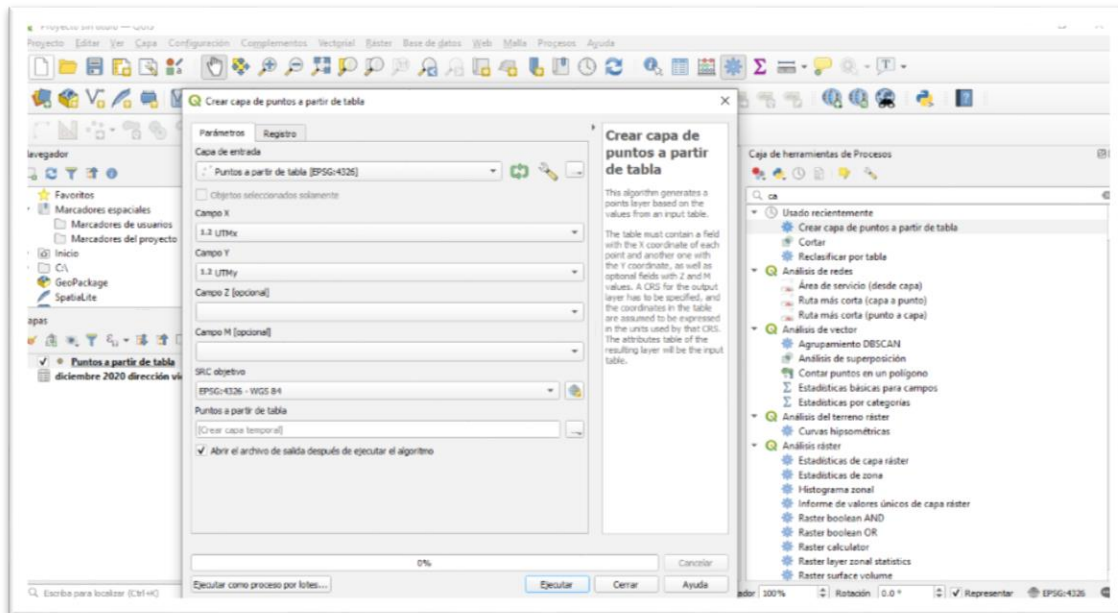 Proyecto sin título — QGIS
Proyecto Editar Ver Capa Configuración Complementos Vectorial Ráster Base de datos Web Malla Procesos Ayuda
Crear capa de puntos a partir de tabla
Parámetros Registro
Capa de entrada
Puntos a partir de tabla [EPSG:4326]
Objetos seleccionados solamente
Campo X
1.2 UTMx
Campo Y
1.2 UTMy
Campo Z [opcional]
Campo M [opcional]
SRC objetivo
EPSG:4326 - WGS 84
Puntos a partir de tabla
[Crear capa temporal]
Abrir el archivo de salida después de ejecutar el algoritmo
0%
Cancelar
Ejecutar como proceso por lotes...
Ejecutar Cerrar Ayuda
Crear capa de
puntos a partir
de tabla
This algorithm generates a
points layer based on the
values from an input table.
The table must contain a field
with the X coordinate of each
point and another one with
the Y coordinate, as well as
optional fields with Z and M
values. A CRS for the output
layer has to be specified, and
the coordinates in the table
are assumed to be expressed
in the units used by that CRS.
The attributes table of the
resulting layer will be the input
table.
avegador
Favoritos
Marcadores espaciales
Marcadores de usuarios
Marcadores del proyecto
Inicio
C:\
GeoPackage
SpatiaLite
apas
Puntos a partir de tabla
diciembre 2020 dirección vi
Caja de herramientas de Procesos
ca
Usado recientemente
Crear capa de puntos a partir de tabla
Cortar
Reclasificar por tabla
Análisis de redes
Área de servicio (desde capa)
Ruta más corta (capa a punto)
Ruta más corta (punto a capa)
Análisis de vector
Agrupamiento DBSCAN
Análisis de superposición
Contar puntos en un polígono
Estadísticas básicas para campos
Estadísticas por categorías
Análisis del terreno ráster
Curvas hipsométricas
Análisis ráster
Estadísticas de capa ráster
Estadísticas de zona
Histograma zonal
Informe de valores únicos de capa ráster
Raster boolean AND
Raster boolean OR
Raster calculator
Raster layer zonal statistics
Raster surface volume
Escriba para localizar (Ctrl+K)
ador 100% Rotación 0.0 ° Representar EPSG:4326